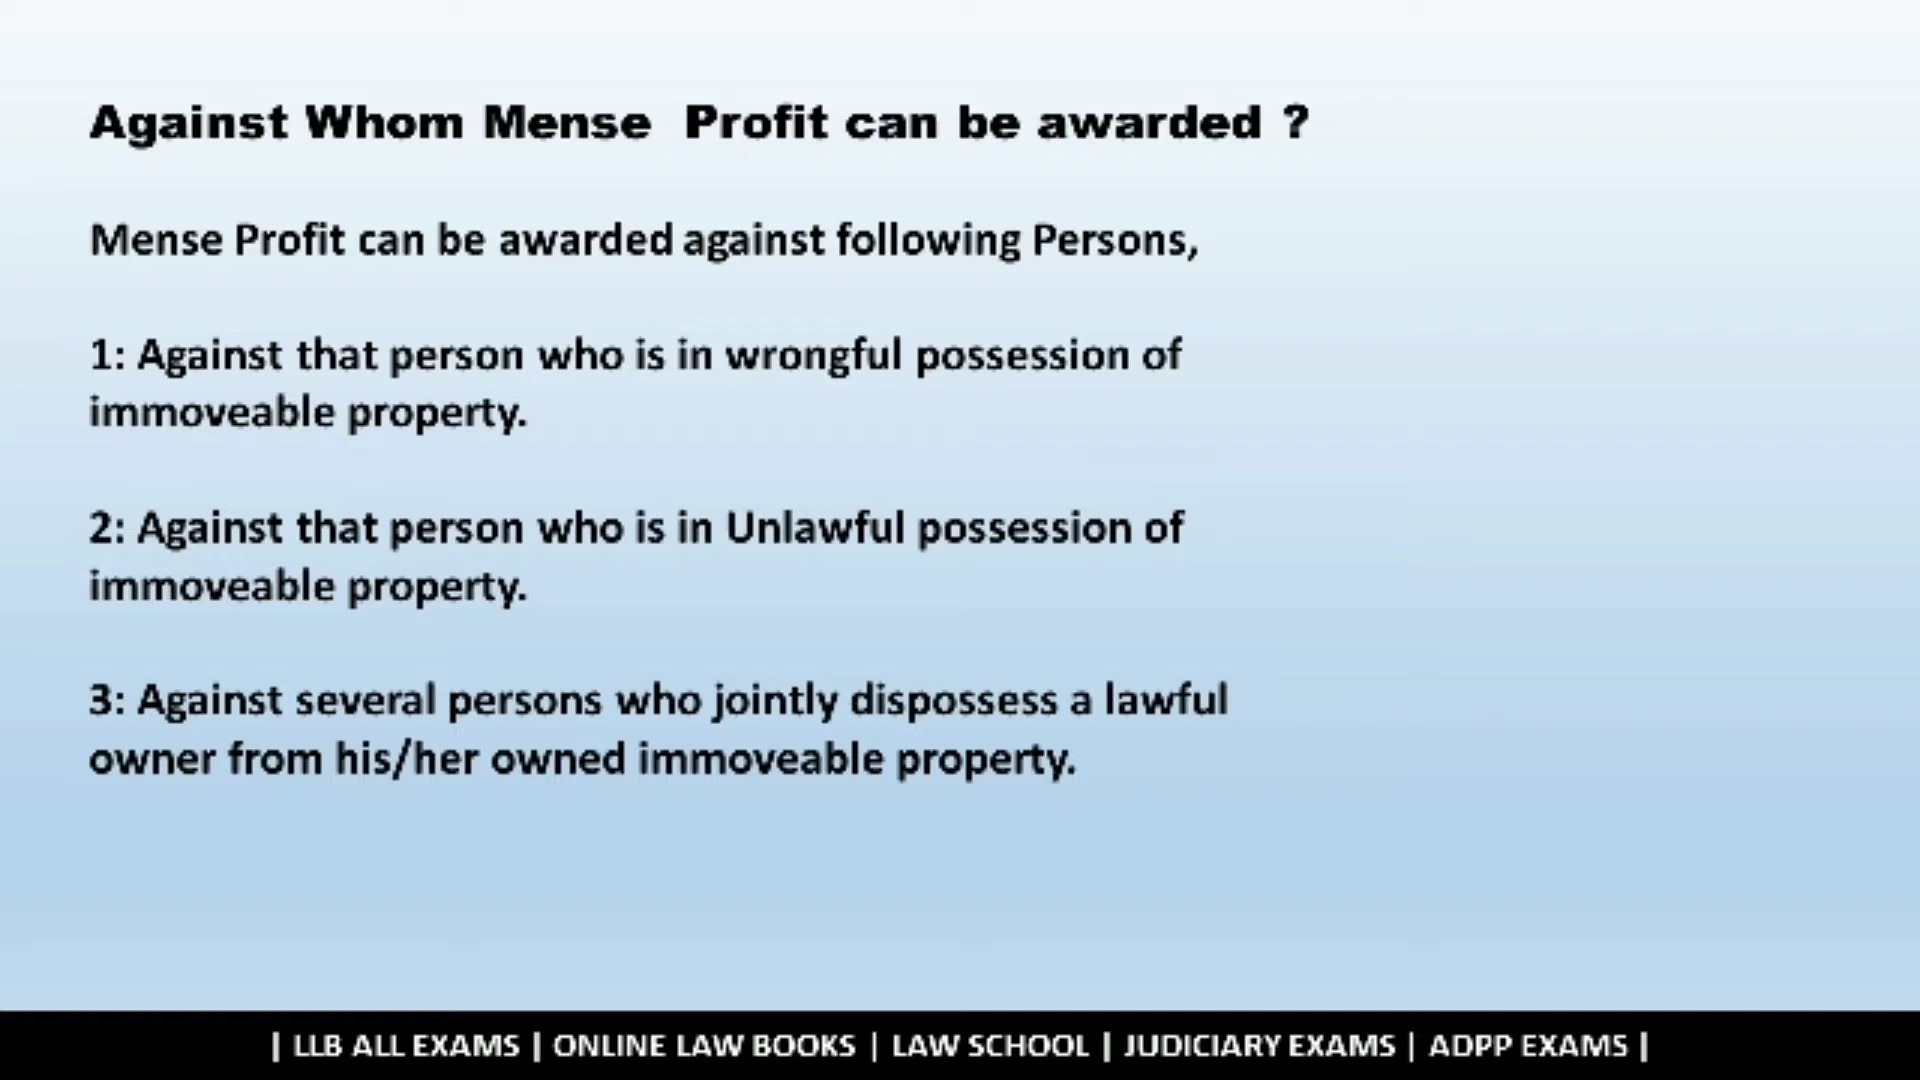 Against Whom Mense Profit can be awarded ?
Mense Profit can be awarded against following Persons,
1: Against that person who is in wrongful possession of
immoveable property.
2: Against that person who is in Unlawful possession of
immoveable property.
3: Against several persons who jointly dispossess a lawful
owner from his/her owned immoveable property.
| LLB ALL EXAMS | ONLINE LAW BOOKS | LAW SCHOOL | JUDICIARY EXAMS | ADPP EXAMS |